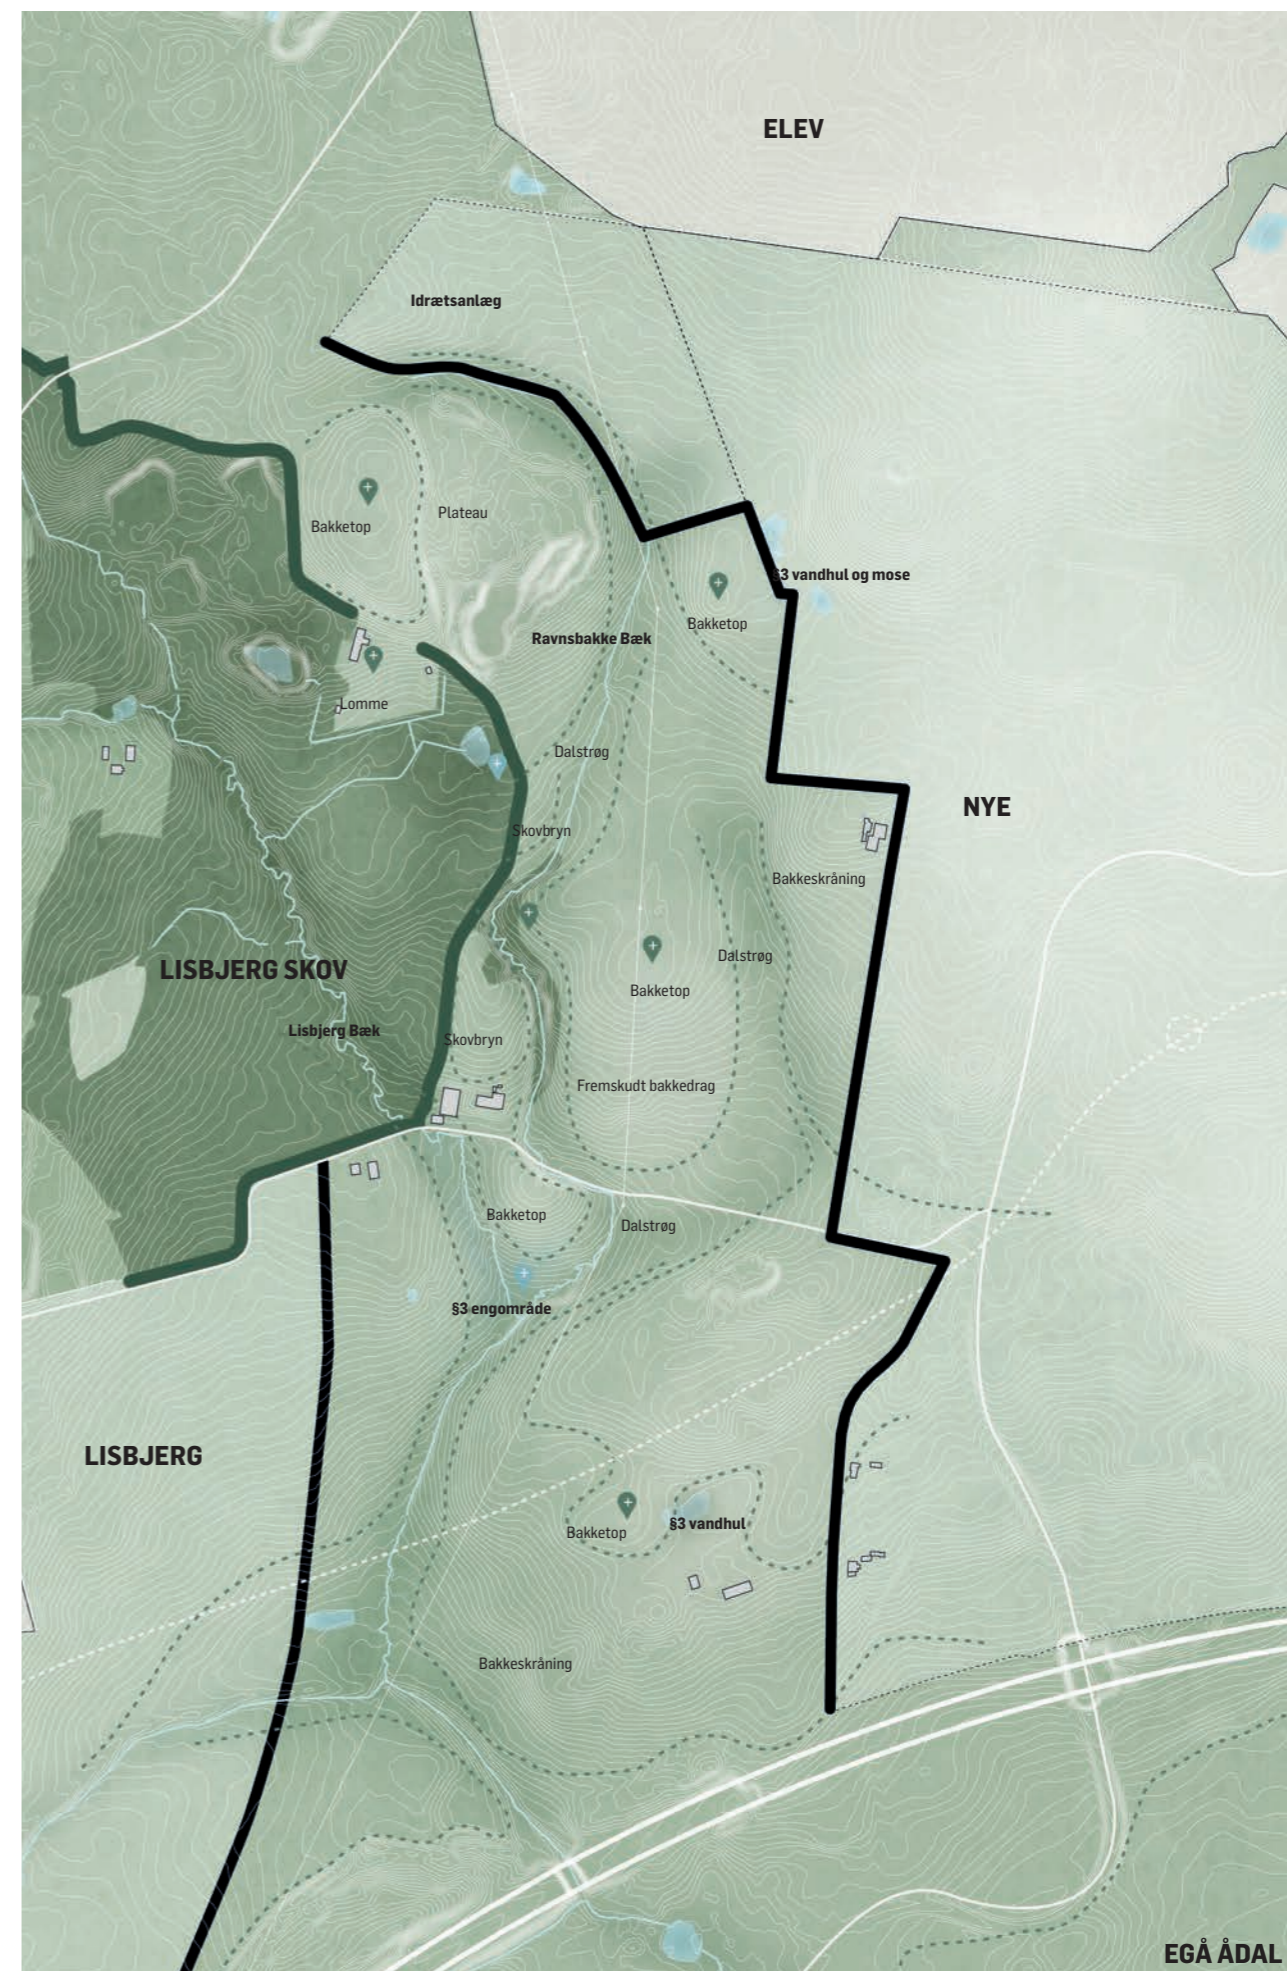 ELEV
Idrætsanlæg
Plateau
Bakketop
§3 vandhul og mose
Bakketop
Ravnsbakke Bæk
Lomme
Dalstrøg
NYE
Skovbryn
Bakkeskråning
Dalstrøg
LISBJERG SKOV
Bakketop
Lisbjerg Bæk
Skovbryn
Fremskudt bakkedrag
Bakketop
Dalstrøg
§3 engområde
LISBJERG
§3 vandhul
Bakketop
Bakkeskråning
EGÅ ÅDAL